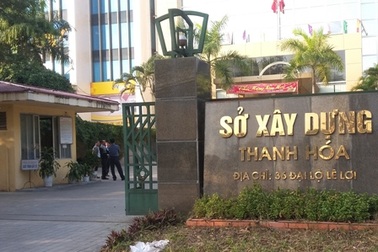 SỞ XÂY DỰNG
THANH HÓA
ĐỊA CHỈ: 36 ĐẠI LỘ LÊ LỢI